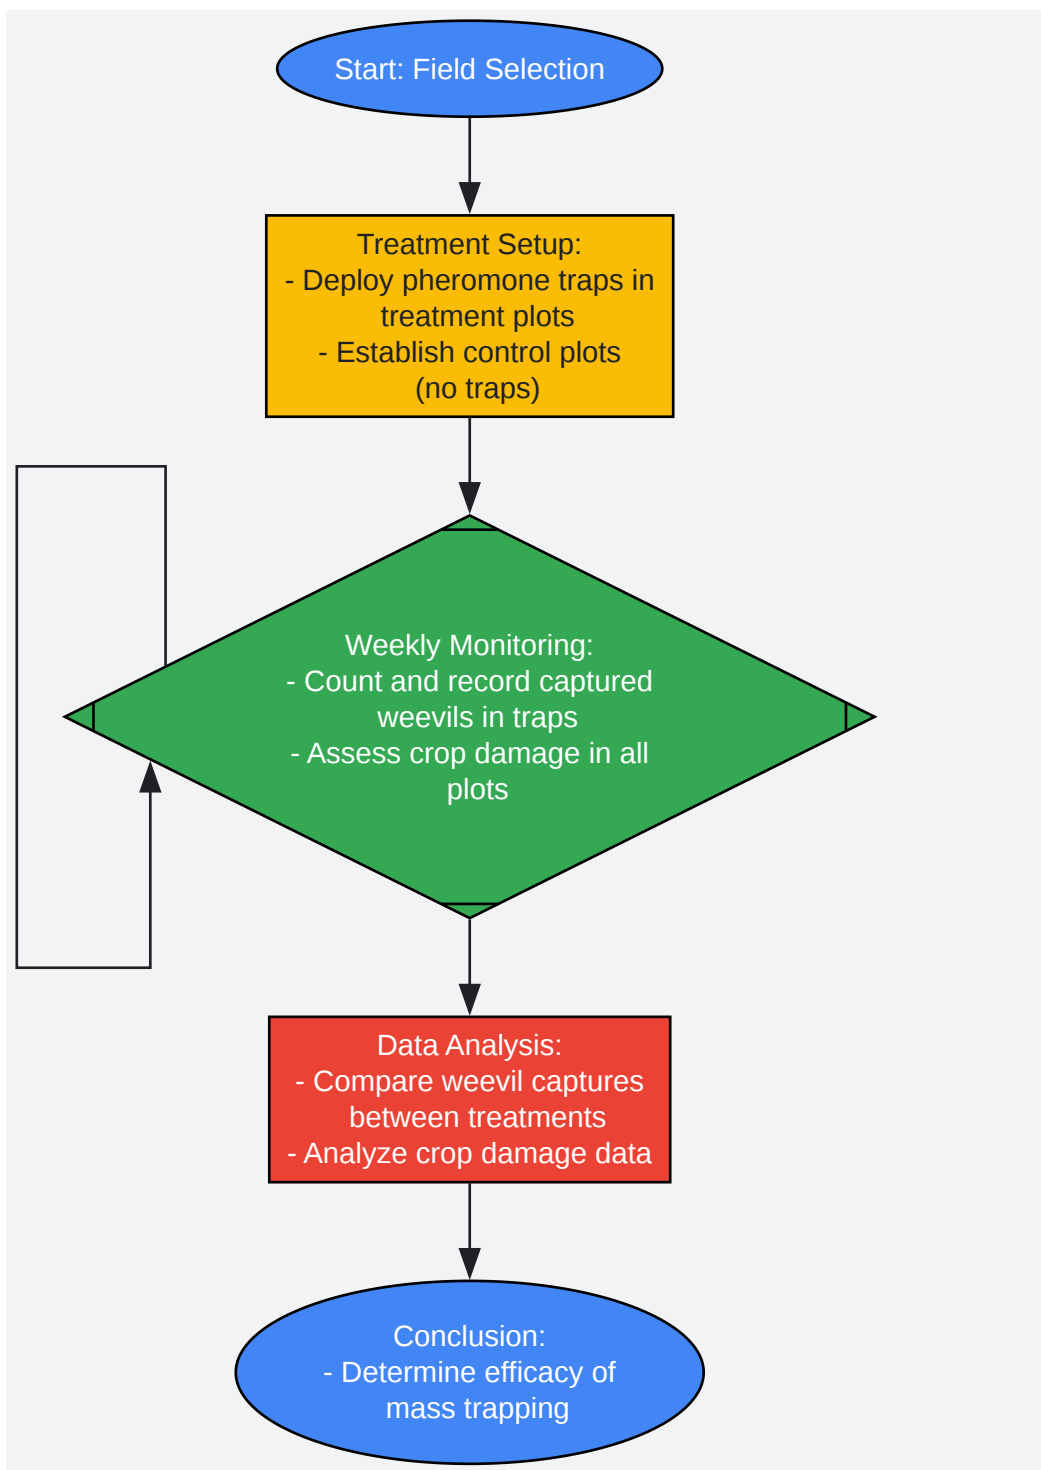 Start: Field Selection
Treatment Setup:
- Deploy pheromone traps in
treatment plots
- Establish control plots
(no traps)
Weekly Monitoring:
- Count and record captured
weevils in traps
- Assess crop damage in all
plots
Data Analysis:
- Compare weevil captures
between treatments
- Analyze crop damage data
Conclusion:
- Determine efficacy of
mass trapping